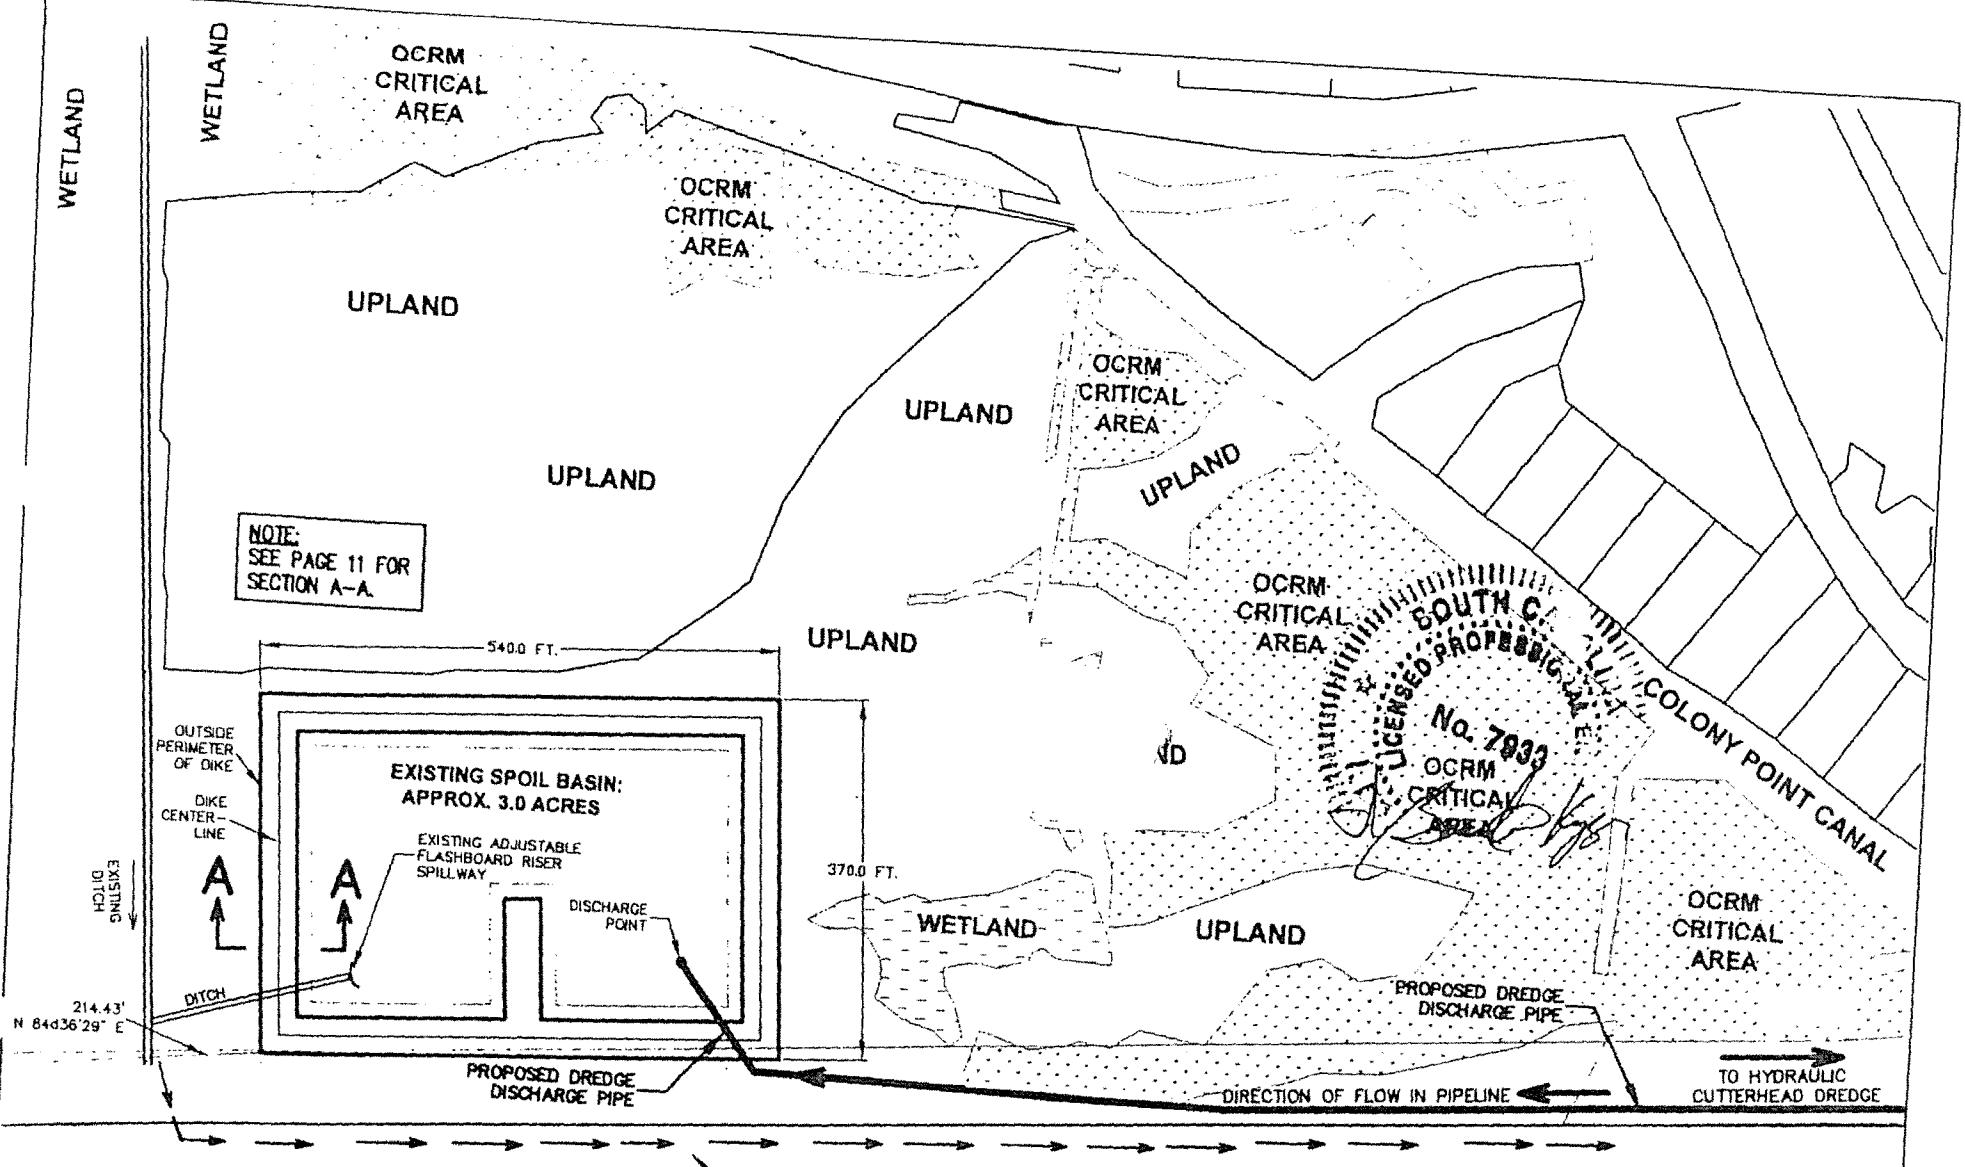 WETLAND
WETLAND
OCRM
CRITICAL
AREA
OCRM
CRITICAL
AREA
UPLAND
OCRM
CRITICAL
AREA
UPLAND
UPLAND
UPLAND
NOTE:
SEE PAGE 11 FOR
SECTION A-A.
OCRM
CRITICAL
AREA
SOUTH
LICENSED PROFESSIONAL
No. 7933
UPLAND
540.0 FT.
COLONY POINT CANAL
OUTSIDE
PERIMETER
OF DIKE
ND
OCRM
CRITICAL
AREA
EXISTING SPOIL BASIN:
APPROX. 3.0 ACRES
DIKE
CENTER-
LINE
EXISTING ADJUSTABLE
FLASHBOARD RISER
SPILLWAY
EXISTING
DITCH
A
A
370.0 FT.
DISCHARGE
POINT
WETLAND
UPLAND
OCRM
CRITICAL
AREA
DITCH
214.43'
N 84d36'29" E
PROPOSED DREDGE
DISCHARGE PIPE
PROPOSED DREDGE
DISCHARGE PIPE
DIRECTION OF FLOW IN PIPELINE
TO HYDRAULIC
CUTTERHEAD DREDGE